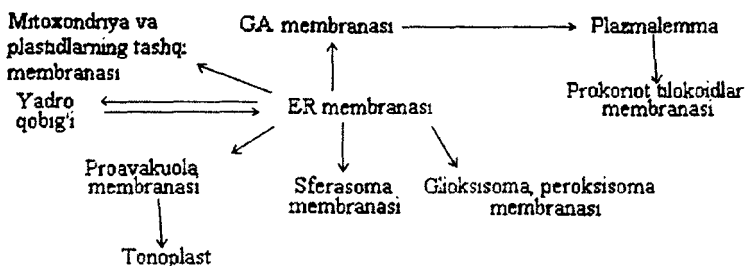 Mitoxondriya va
plastidlarning tashqi
membranasi
GA membranasi
Plazmalemma
Yadro
qobig'i
ER membranasi
Prokoriot tilokoidlar
membranasi
Proavakuola
membranasi
Sferasoma
membranasi
Glioksisoma, peroksisoma
membranasi
Tonoplast